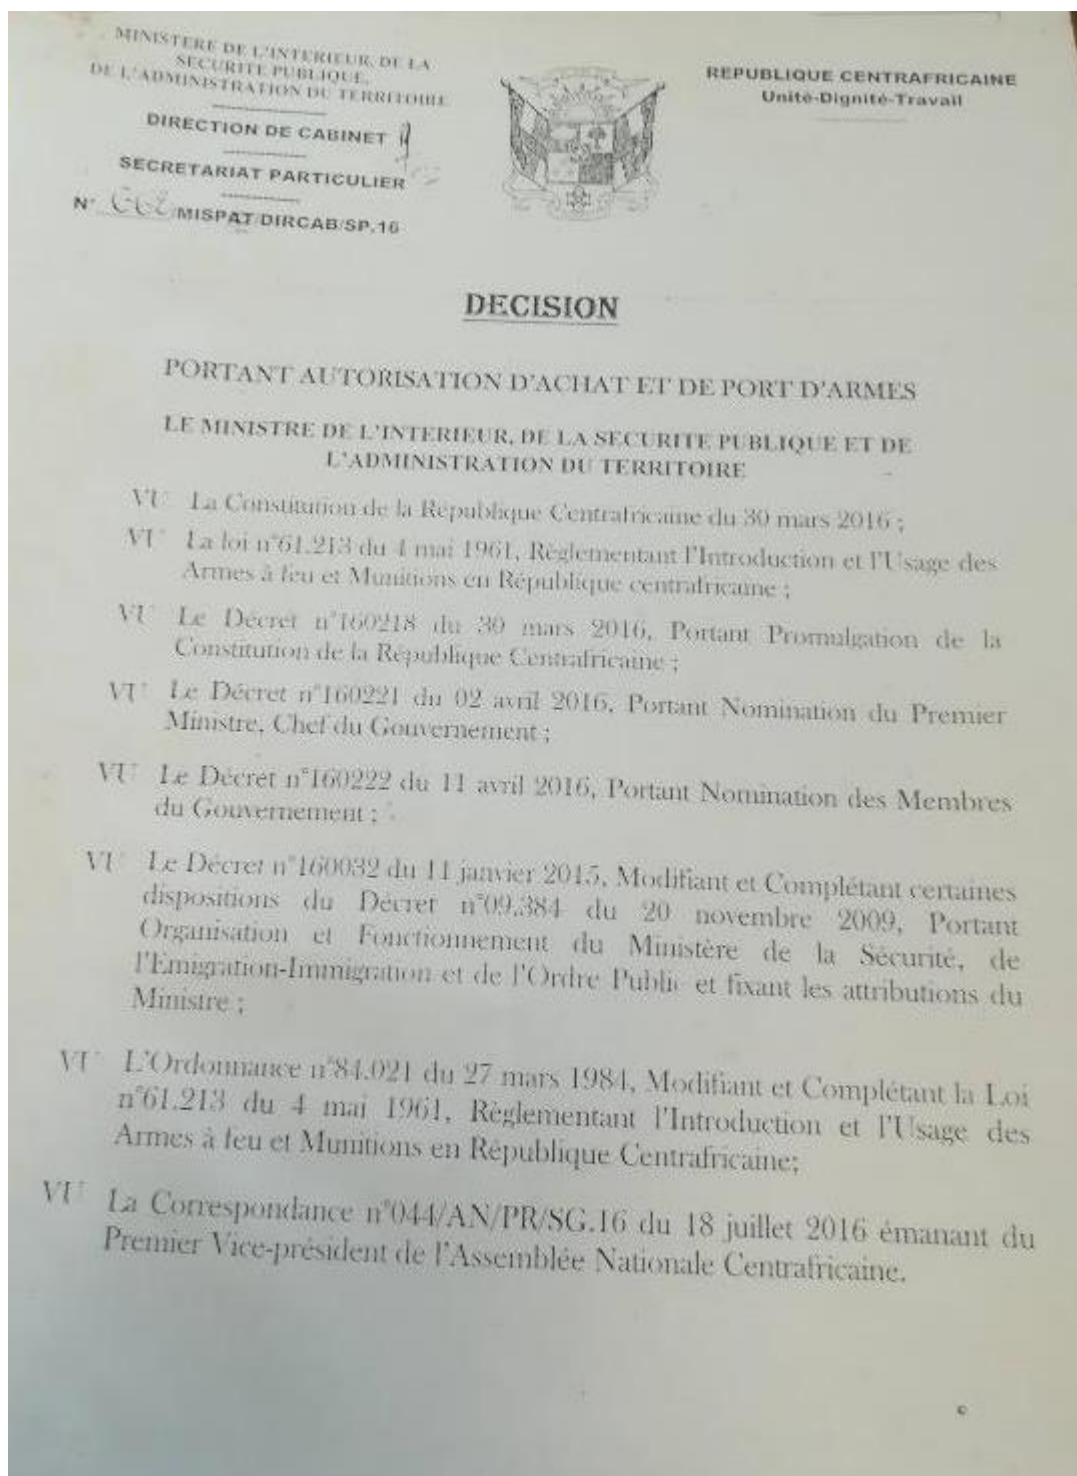 MINISTERE DE L'INTERIEUR, DE LA
SECURITE PUBLIQUE,
DE L'ADMINISTRATION DU TERRITOIRE
DIRECTION DE CABINET
SECRETARIAT PARTICULIER
N° /MISPAT/DIRCAB/SP.16
REPUBLIQUE CENTRAFRICAINE
Unité-Dignité-Travail
DECISION
PORTANT AUTORISATION D'ACHAT ET DE PORT D'ARMES
LE MINISTRE DE L'INTERIEUR, DE LA SECURITE PUBLIQUE ET DE
L'ADMINISTRATION DU TERRITOIRE
VU La Constitution de la République Centrafricaine du 30 mars 2016 ;
VU La loi n°61.213 du 4 mai 1961, Règlementant l'Introduction et l'Usage des
Armes à feu et Munitions en République centrafricaine ;
VU Le Décret n°160218 du 30 mars 2016, Portant Promulgation de la
Constitution de la République Centrafricaine ;
VU Le Décret n°160221 du 02 avril 2016, Portant Nomination du Premier
Ministre, Chef du Gouvernement ;
VU Le Décret n°160222 du 11 avril 2016, Portant Nomination des Membres
du Gouvernement ;
VU Le Décret n°160032 du 11 janvier 2015, Modifiant et Complétant certaines
dispositions du Décret n°09.384 du 20 novembre 2009, Portant
Organisation et Fonctionnement du Ministère de la Sécurité, de
l'Emigration-Immigration et de l'Ordre Public et fixant les attributions du
Ministre ;
VU L'Ordonnance n°84.021 du 27 mars 1984, Modifiant et Complétant la Loi
n°61.213 du 4 mai 1961, Règlementant l'Introduction et l'Usage des
Armes à feu et Munitions en République Centrafricaine;
VU La Correspondance n°044/AN/PR/SG.16 du 18 juillet 2016 émanant du
Premier Vice-président de l'Assemblée Nationale Centrafricaine.